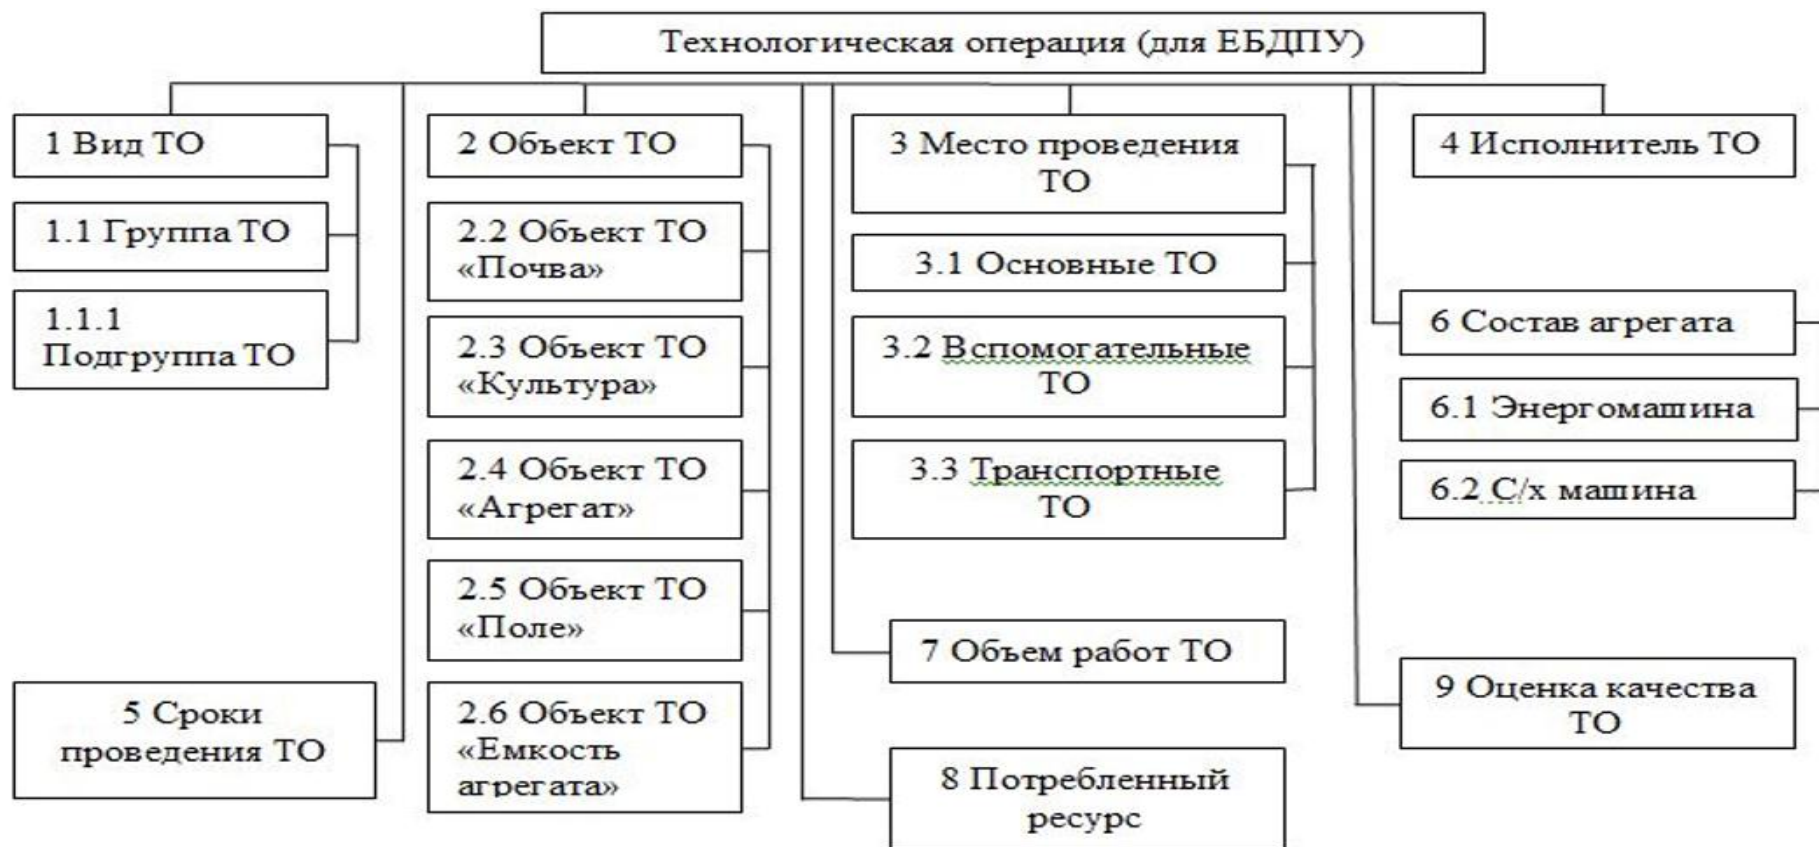 Технологическая операция (для ЕБДПУ)
1 Вид ТО
1.1 Группа ТО
1.1.1
Подгруппа ТО
5 Сроки
проведения ТО
2 Объект ТО
2.2 Объект ТО
«Почва»
2.3 Объект ТО
«Культура»
2.4 Объект ТО
«Агрегат»
2.5 Объект ТО
«Поле»
2.6 Объект ТО
«Емкость
агрегата»
3 Место проведения
ТО
3.1 Основные ТО
3.2 Вспомогательные
ТО
3.3 Транспортные
ТО
7 Объем работ ТО
8 Потребленный
ресурс
4 Исполнитель ТО
6 Состав агрегата
6.1 Энергомашина
6.2 С/х машина
9 Оценка качества
ТО